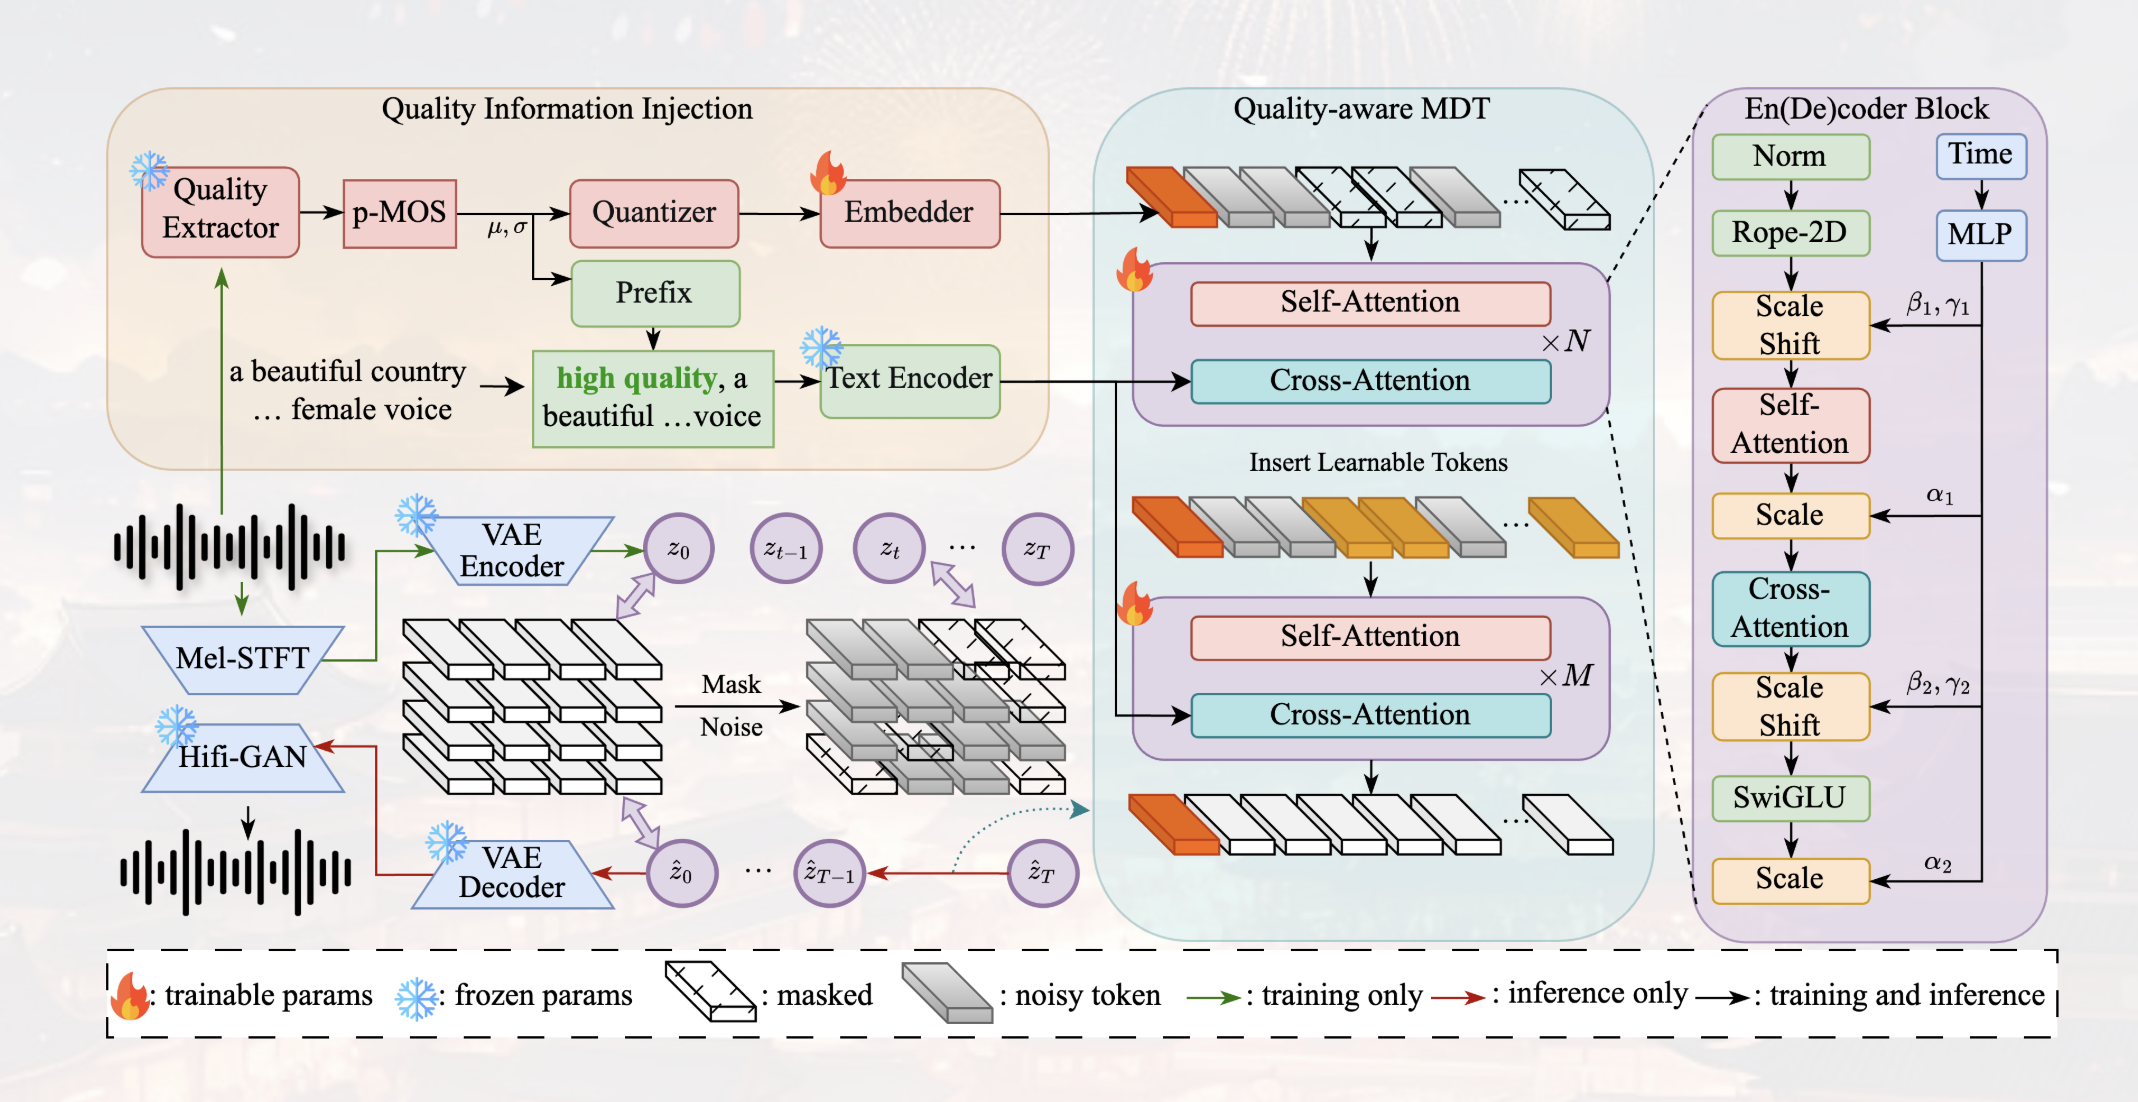 Quality Information Injection
Quality
Extractor
p-MOS
μ, σ
Quantizer
Embedder
Prefix
a beautiful country
… female voice
high quality, a
beautiful …voice
Text Encoder
VAE
Encoder
z₀
zₜ₋₁
zₜ
…
z_T
Mel-STFT
Mask
Noise
Hifi-GAN
VAE
Decoder
ẑ₀
…
ẑ_{T−1}
ẑ_T
Quality-aware MDT
…
Self-Attention
×N
Cross-Attention
Insert Learnable Tokens
…
Self-Attention
×M
Cross-Attention
…
En(De)coder Block
Norm
Time
Rope-2D
MLP
Scale
Shift
β₁, γ₁
Self-
Attention
Scale
α₁
Cross-
Attention
Scale
Shift
β₂, γ₂
SwiGLU
Scale
α₂
: trainable params
: frozen params
: masked
: noisy token
: training only
: inference only
: training and inference